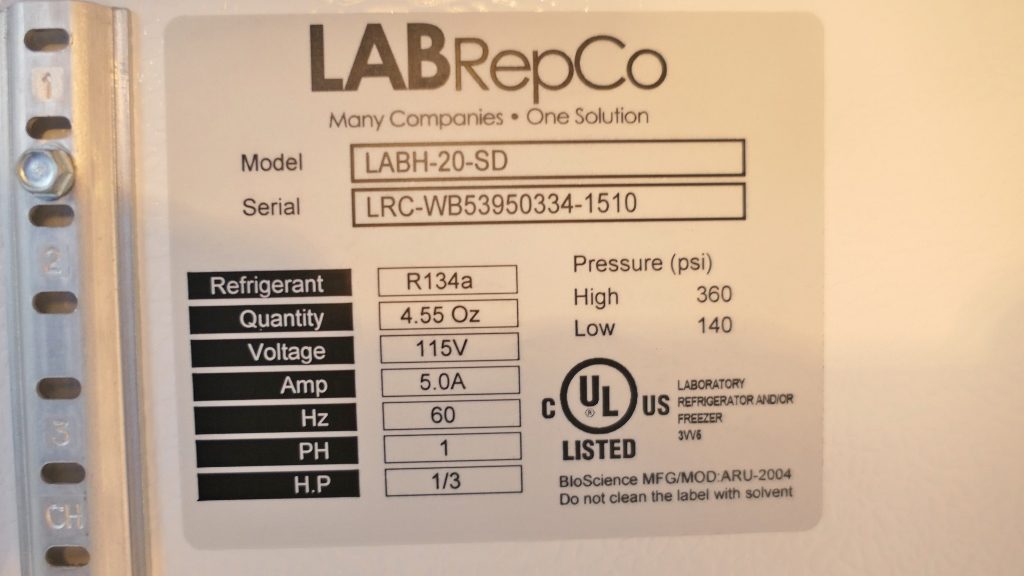 LABRepCo
Many Companies • One Solution
Model LABH-20-SD
Serial LRC-WB53950334-1510
Refrigerant R134a
Quantity 4.55 Oz
Voltage 115V
Amp 5.0A
Hz 60
PH 1
H.P 1/3
Pressure (psi)
High 360
Low 140
C UL ® US
LISTED
LABORATORY
REFRIGERATOR AND/OR
FREEZER
3VV5
BioScience MFG/MOD:ARU-2004
Do not clean the label with solvent
1
2
3
CH